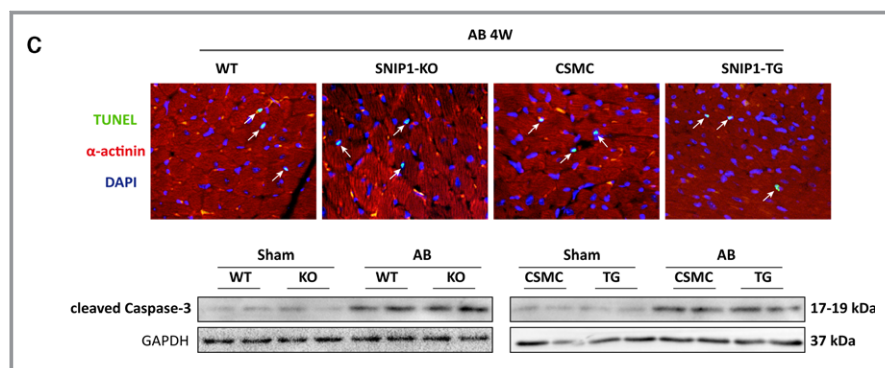 C
AB 4W
WT SNIP1-KO CSMC SNIP1-TG
TUNEL
α-actinin
DAPI
Sham AB Sham AB
WT KO WT KO CSMC TG CSMC TG
cleaved Caspase-3 17-19 kDa
GAPDH 37 kDa